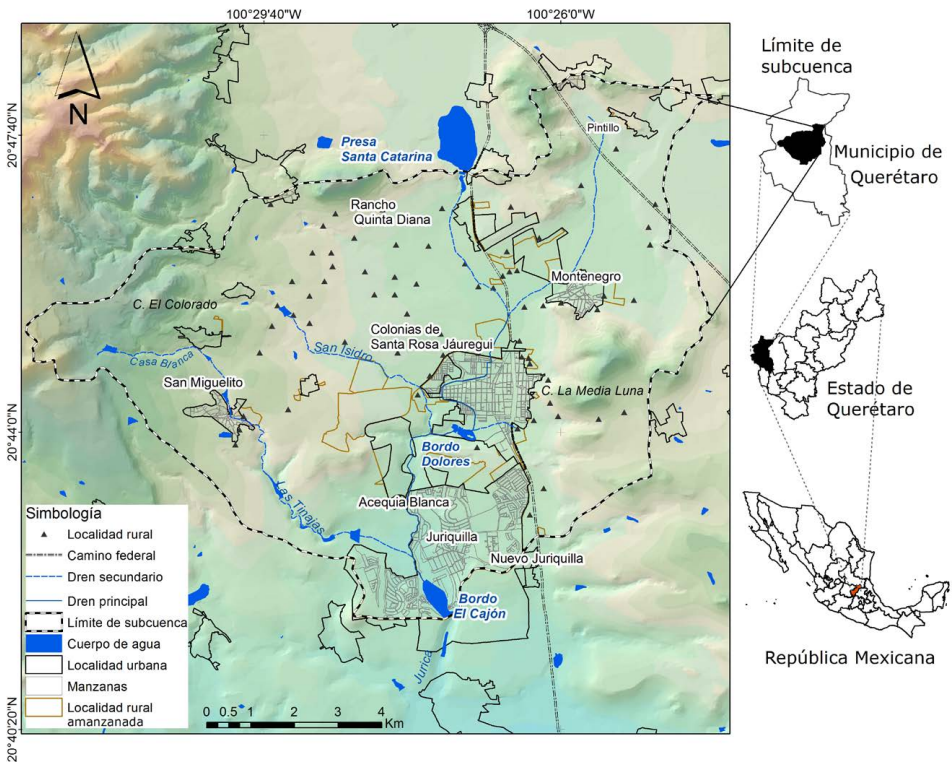 100°29'40"W
100°26'0"W
20°47'40"N
20°44'0"N
20°40'20"N
N
Pintillo
Presa
Santa Catarina
Rancho
Quinta Diana
Montenegro
C. El Colorado
Colonias de
Santa Rosa Jáuregui
San Isidro
Casa Blanca
San Miguelito
C. La Media Luna
Bordo
Dolores
Las Tinajas
Acequia Blanca
Juriquilla
Nuevo Juriquilla
Bordo
El Cajón
Jurica
Simbología
Localidad rural
Camino federal
Dren secundario
Dren principal
Límite de subcuenca
Cuerpo de agua
Localidad urbana
Manzanas
Localidad rural
amanzanada
0 0.5 1 2 3 4
Km
Límite de
subcuenca
Municipio de
Querétaro
Estado de
Querétaro
República Mexicana